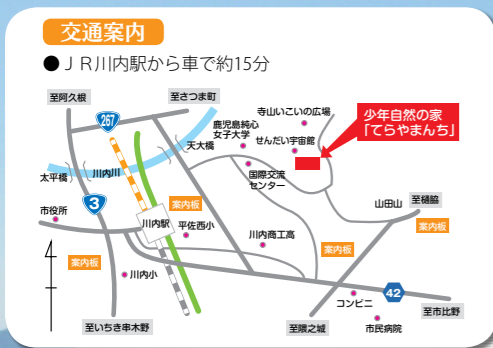 交通案内
●ＪＲ川内駅から車で約15分
至阿久根
至さつま町
267
鹿児島純心
女子大学
寺山いこいの広場
少年自然の家
「てらやまんち」
天大橋
せんだい宇宙館
太平橋
川内川
国際交流
センター
3
案内板
山田山
至樋脇
市役所
川内駅
平佐西小
川内商工高
案内板
案内板
案内板
川内小
42
コンビニ
至市比野
至いちき串木野
至隈之城
市民病院